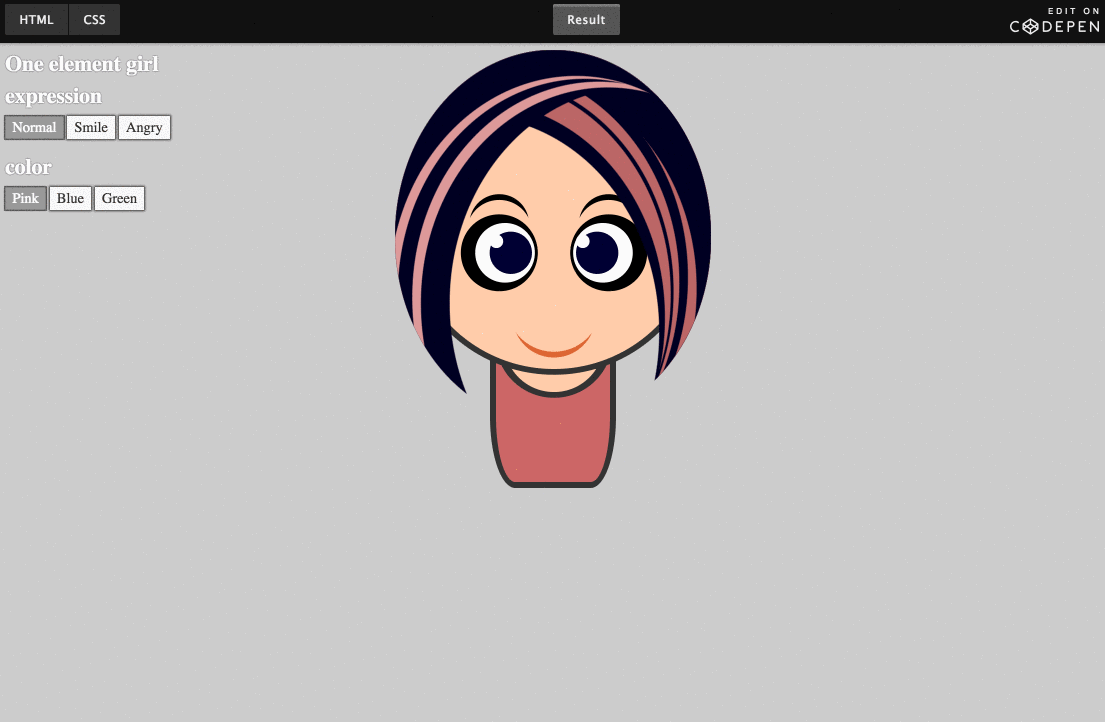 HTML CSS Result EDIT ON
CODEPEN
One element girl
expression
Normal Smile Angry
color
Pink Blue Green